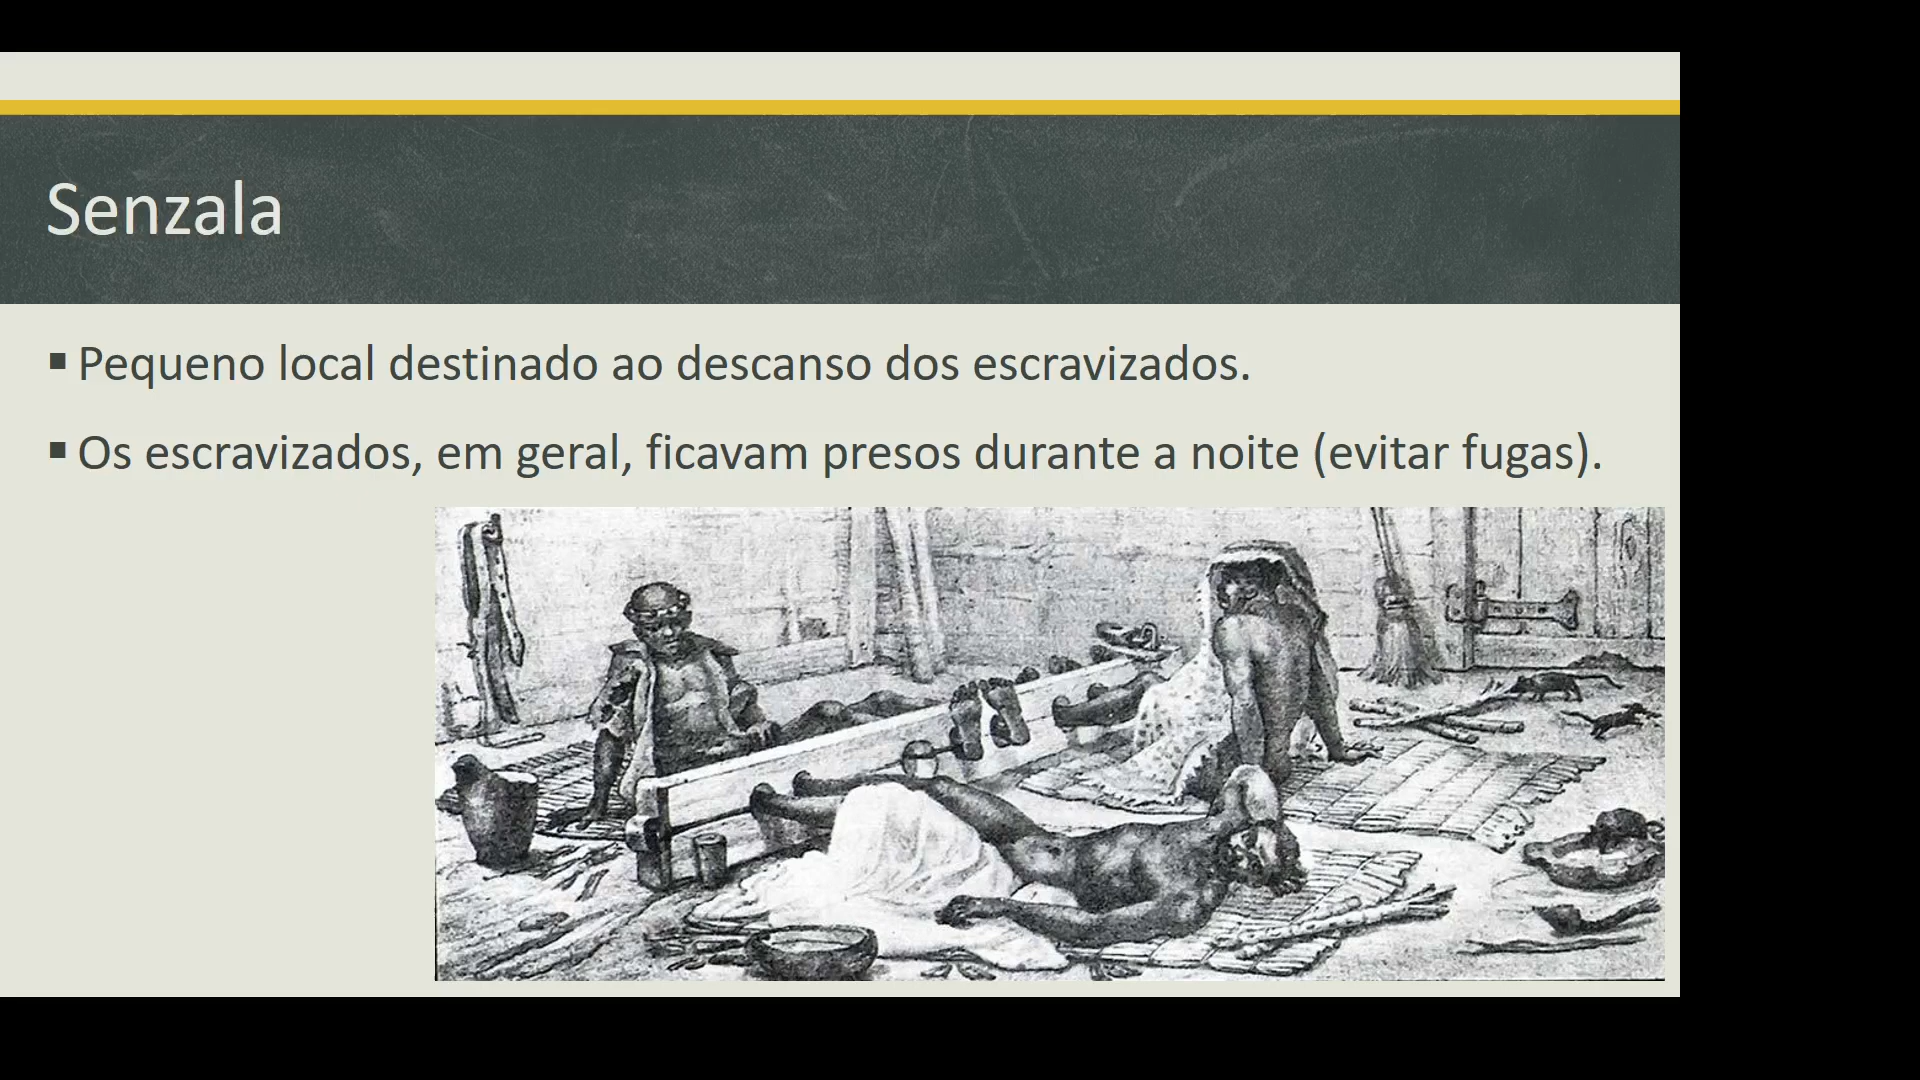 Senzala
▪ Pequeno local destinado ao descanso dos escravizados.
▪ Os escravizados, em geral, ficavam presos durante a noite (evitar fugas).